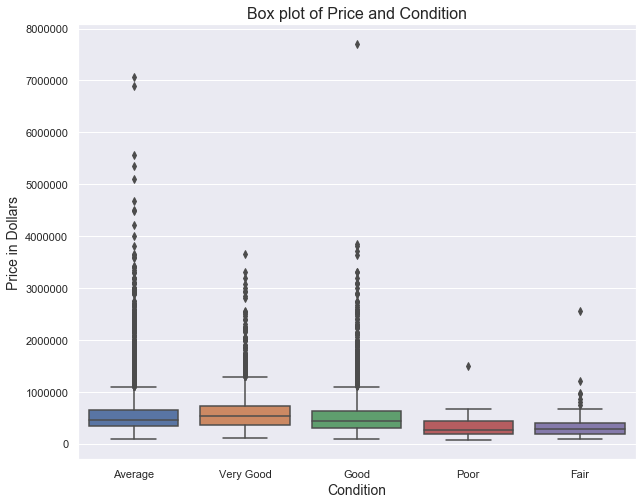 Box plot of Price and Condition
Price in Dollars
8000000
7000000
6000000
5000000
4000000
3000000
2000000
1000000
0
Average Very Good Good Poor Fair
Condition